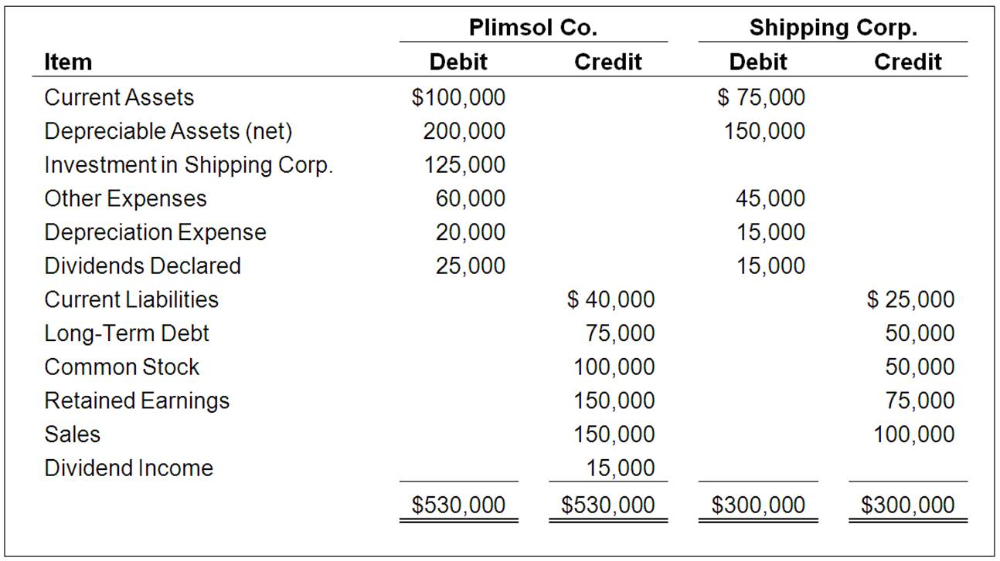 Plimsol Co. Shipping Corp.
Item Debit Credit Debit Credit
Current Assets $100,000 $ 75,000
Depreciable Assets (net) 200,000 150,000
Investment in Shipping Corp. 125,000
Other Expenses 60,000 45,000
Depreciation Expense 20,000 15,000
Dividends Declared 25,000 15,000
Current Liabilities $ 40,000 $ 25,000
Long-Term Debt 75,000 50,000
Common Stock 100,000 50,000
Retained Earnings 150,000 75,000
Sales 150,000 100,000
Dividend Income 15,000
$530,000 $530,000 $300,000 $300,000